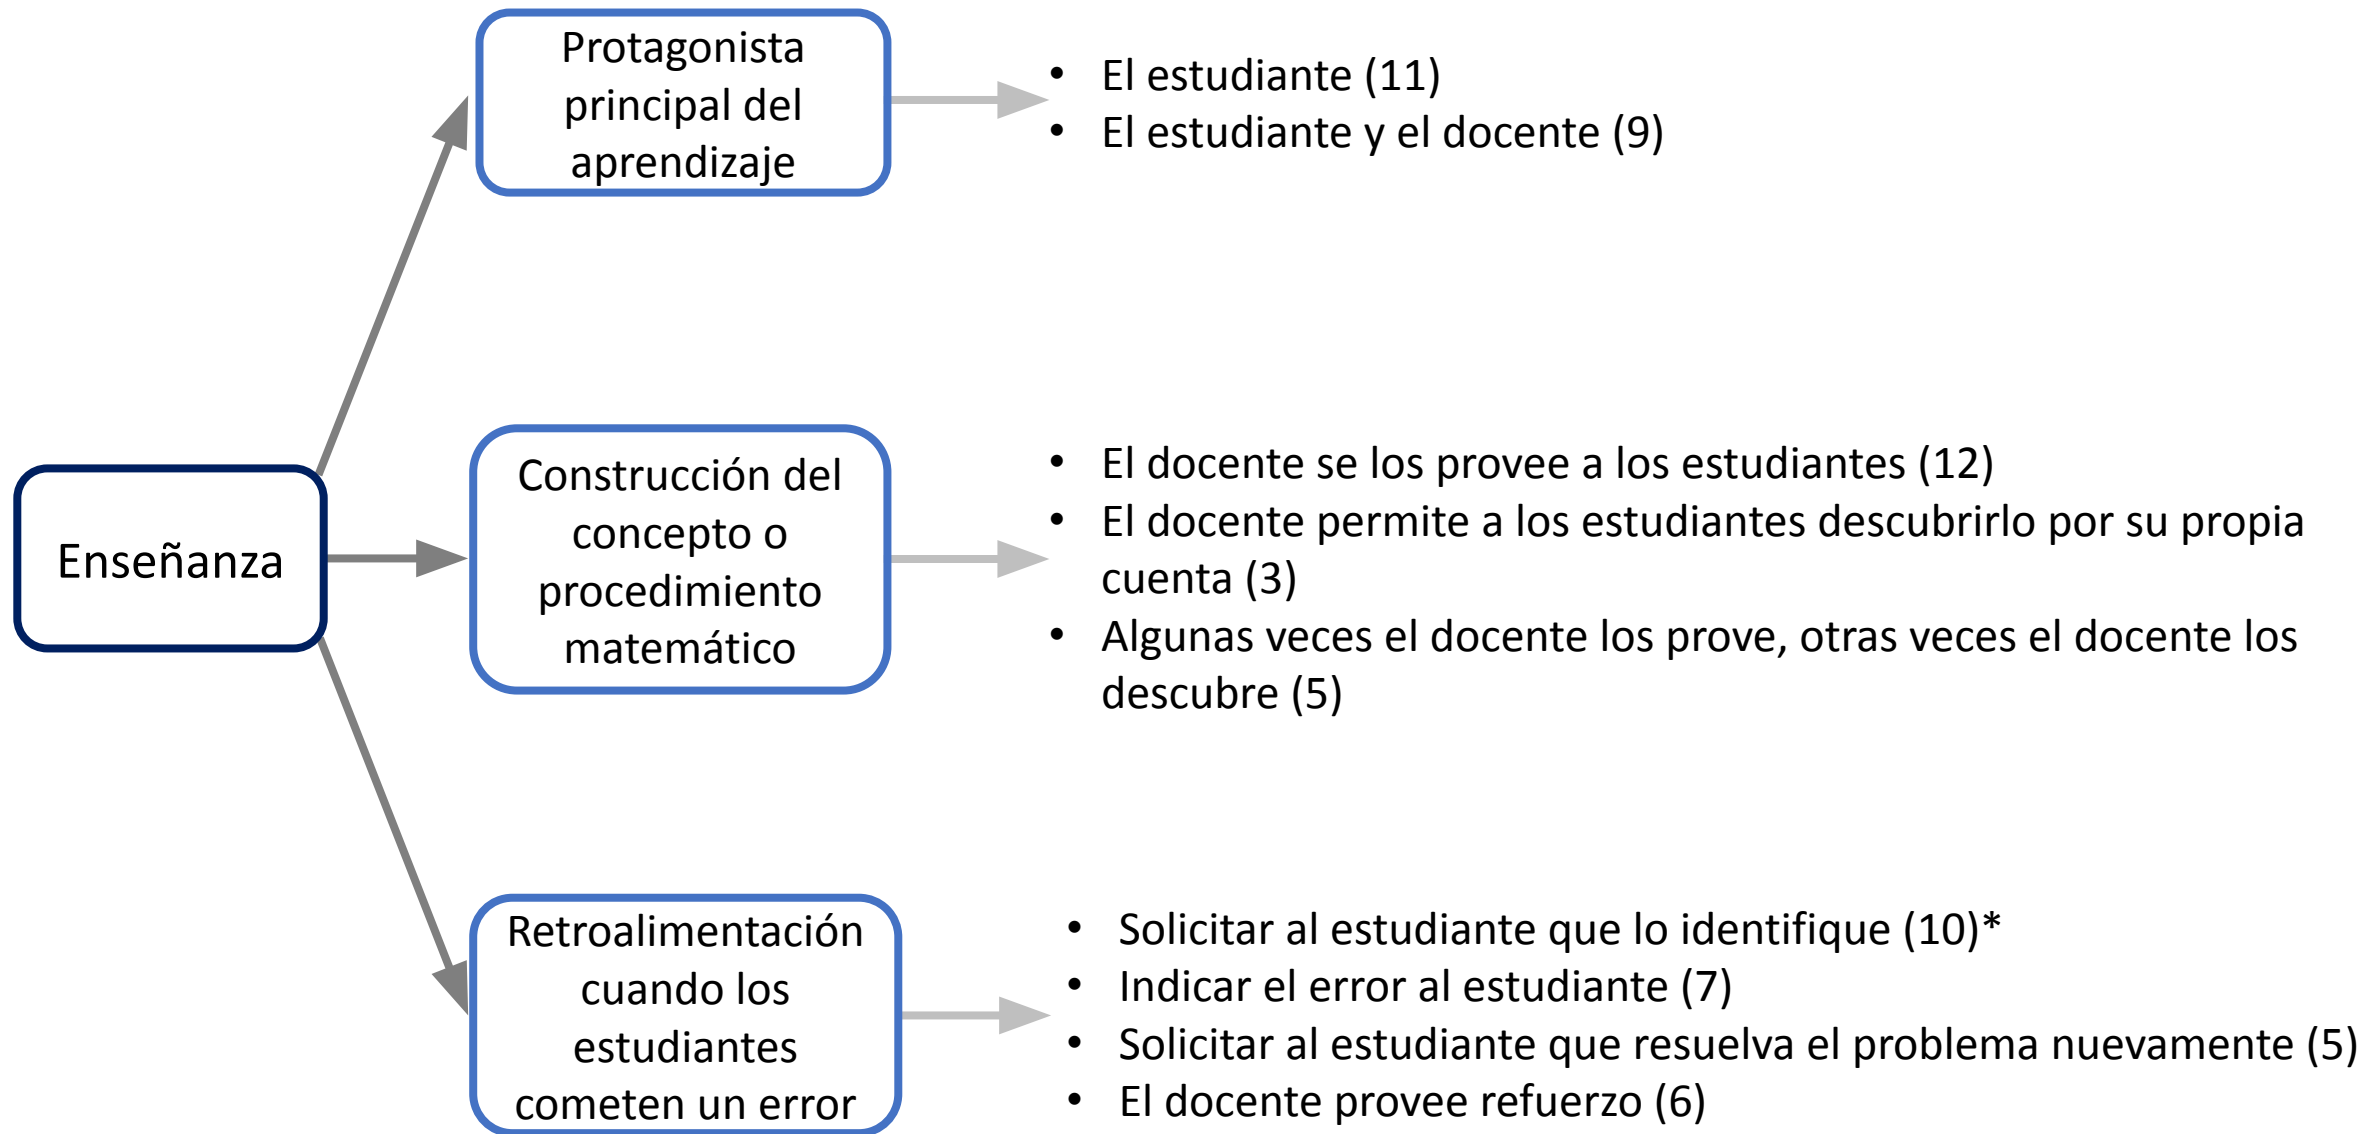 Protagonista
principal del
aprendizaje
• El estudiante (11)
• El estudiante y el docente (9)
Enseñanza
Construcción del
concepto o
procedimiento
matemático
• El docente se los provee a los estudiantes (12)
• El docente permite a los estudiantes descubrirlo por su propia
cuenta (3)
• Algunas veces el docente los prove, otras veces el docente los
descubre (5)
Retroalimentación
cuando los
estudiantes
cometen un error
• Solicitar al estudiante que lo identifique (10)*
• Indicar el error al estudiante (7)
• Solicitar al estudiante que resuelva el problema nuevamente (5)
• El docente provee refuerzo (6)